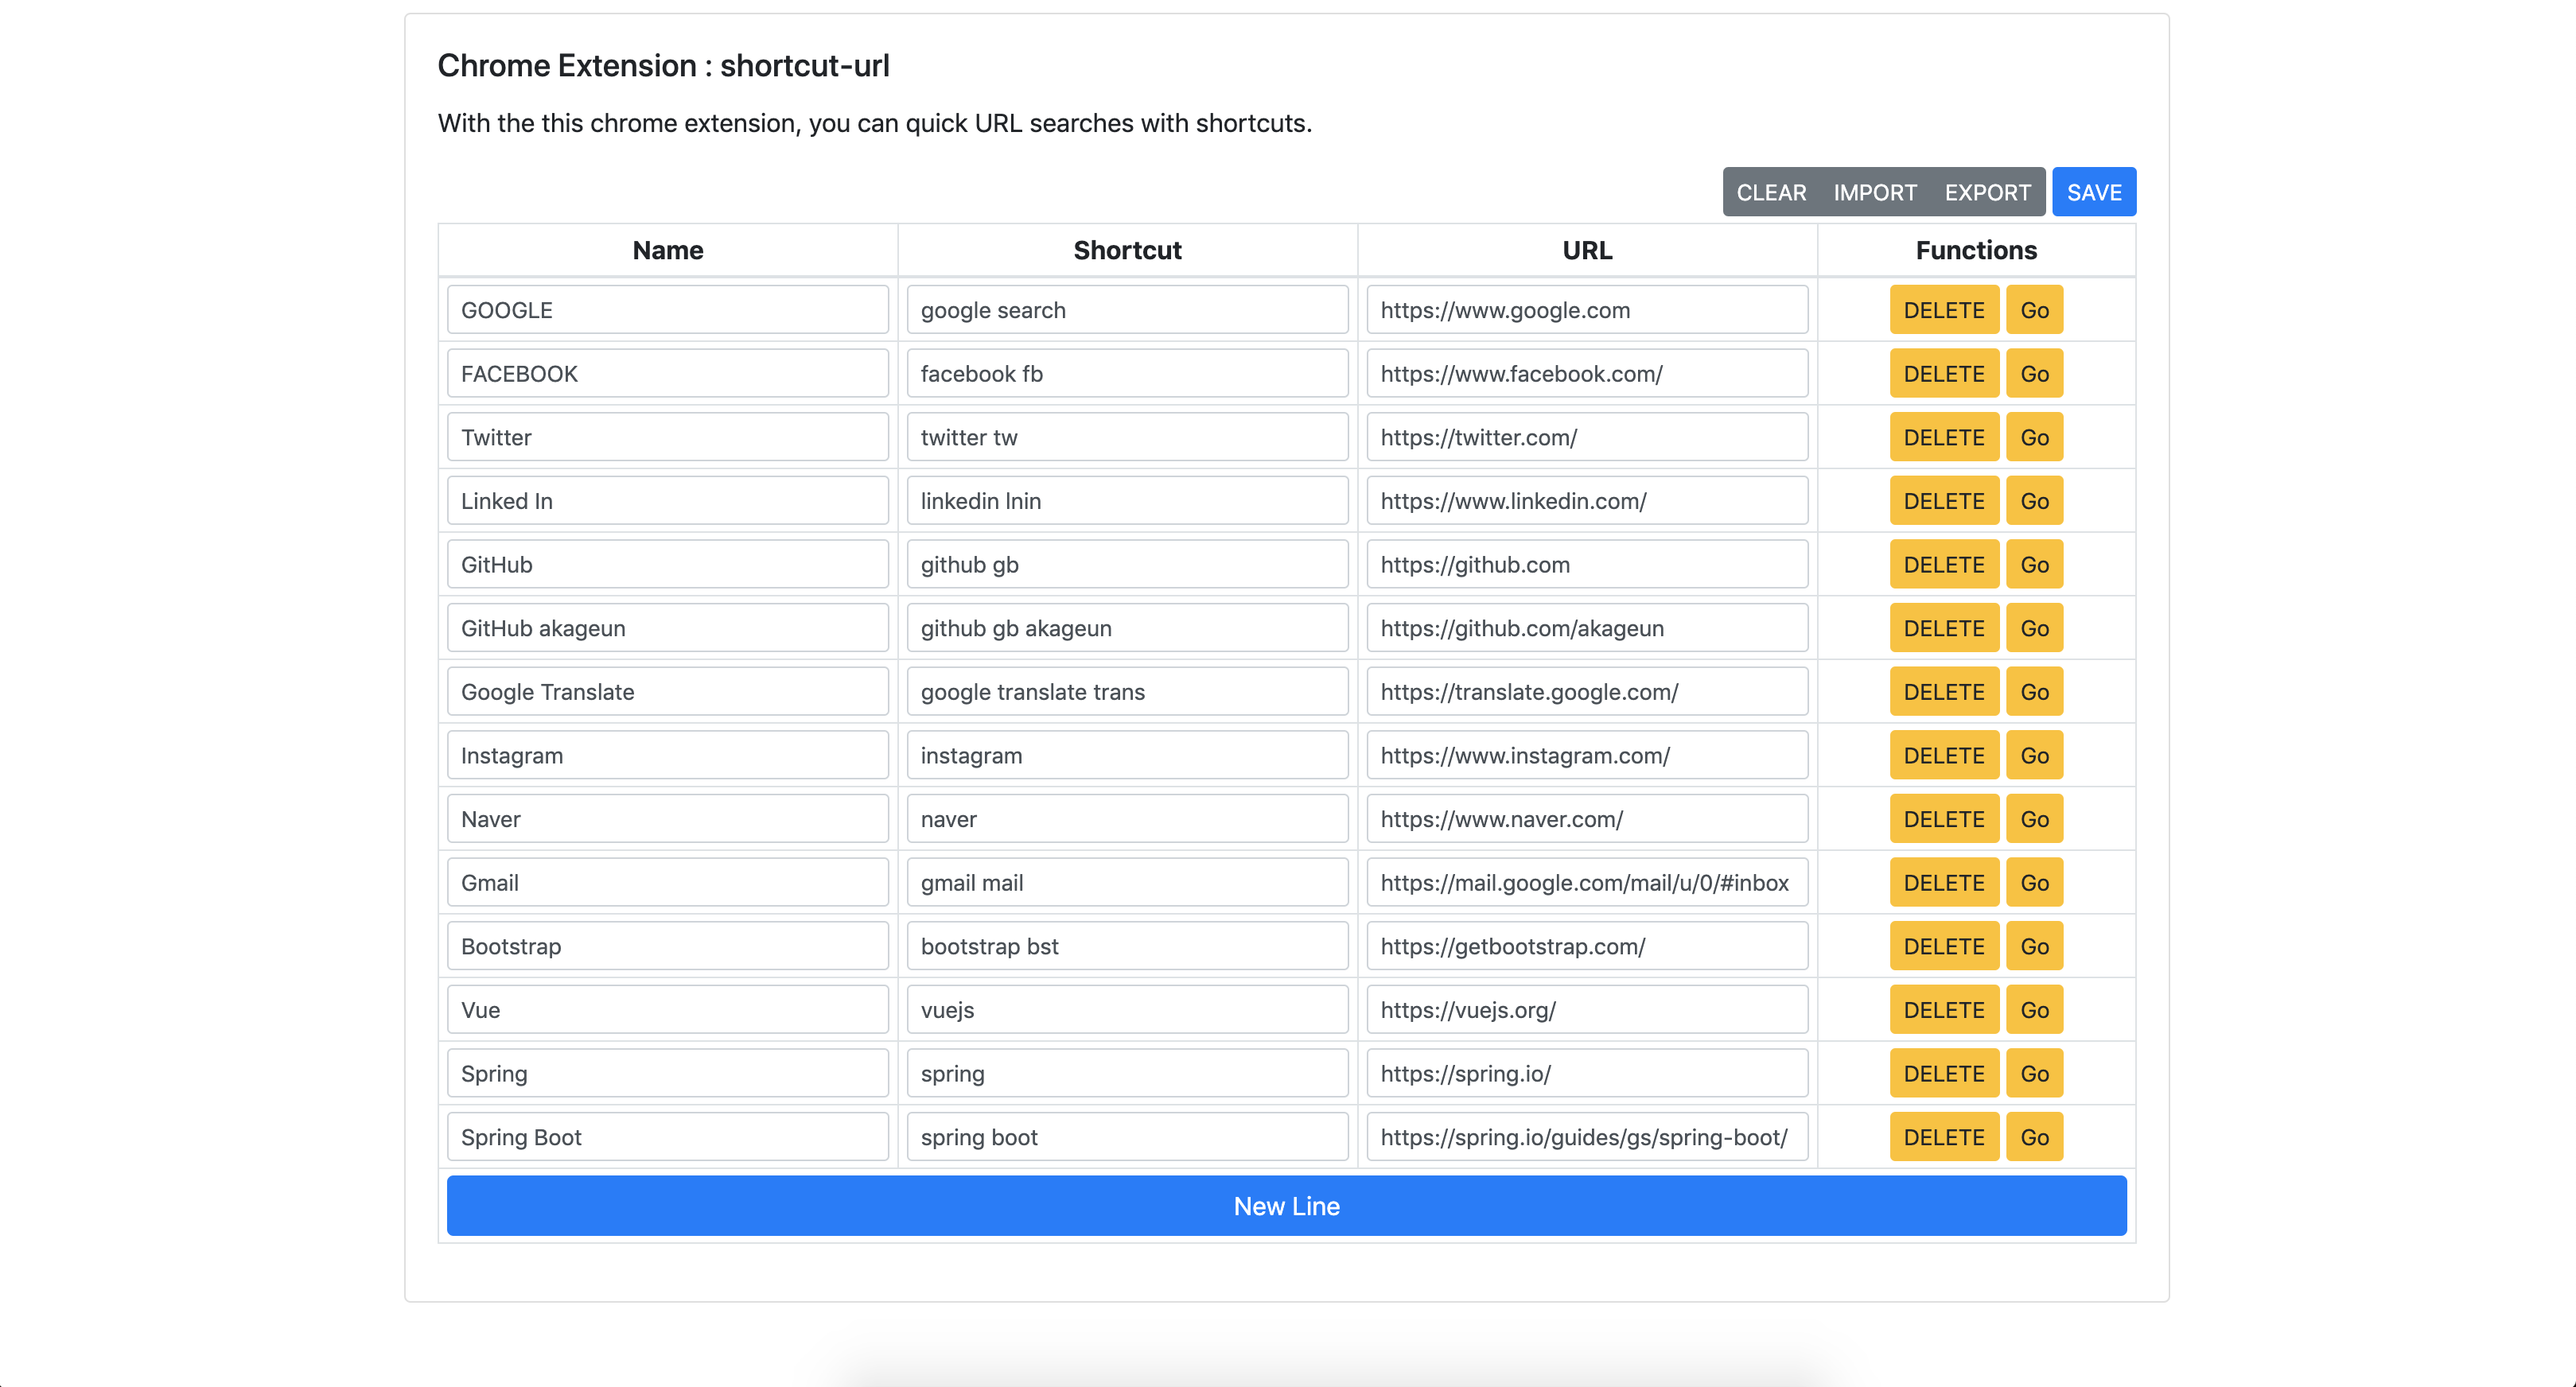 Chrome Extension : shortcut-url
With the this chrome extension, you can quick URL searches with shortcuts.
CLEAR IMPORT EXPORT SAVE
Name Shortcut URL Functions
GOOGLE google search https://www.google.com DELETE Go
FACEBOOK facebook fb https://www.facebook.com/ DELETE Go
Twitter twitter tw https://twitter.com/ DELETE Go
Linked In linkedin lnin https://www.linkedin.com/ DELETE Go
GitHub github gb https://github.com DELETE Go
GitHub akageun github gb akageun https://github.com/akageun DELETE Go
Google Translate google translate trans https://translate.google.com/ DELETE Go
Instagram instagram https://www.instagram.com/ DELETE Go
Naver naver https://www.naver.com/ DELETE Go
Gmail gmail mail https://mail.google.com/mail/u/0/#inbox DELETE Go
Bootstrap bootstrap bst https://getbootstrap.com/ DELETE Go
Vue vuejs https://vuejs.org/ DELETE Go
Spring spring https://spring.io/ DELETE Go
Spring Boot spring boot https://spring.io/guides/gs/spring-boot/ DELETE Go
New Line